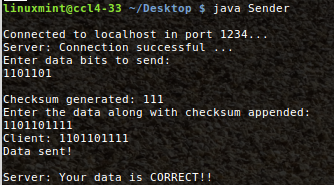 linuxmint@ccl4-33 ~/Desktop $ java Sender
Connected to localhost in port 1234...
Server: Connection successful ...
Enter data bits to send:
1101101
Checksum generated: 111
Enter the data along with checksum appended:
1101101111
Client: 1101101111
Data sent!
Server: Your data is CORRECT!!